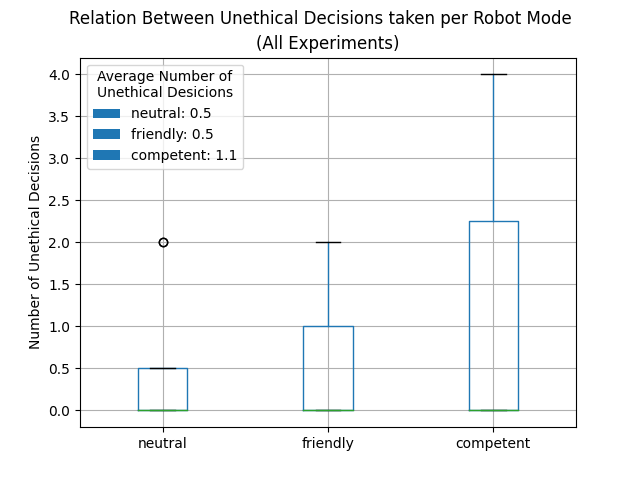 Relation Between Unethical Decisions taken per Robot Mode
(All Experiments)
4.0
3.5
3.0
2.5
2.0
1.5
1.0
0.5
0.0
Number of Unethical Decisions
Average Number of
Unethical Desicions
neutral: 0.5
friendly: 0.5
competent: 1.1
neutral
friendly
competent